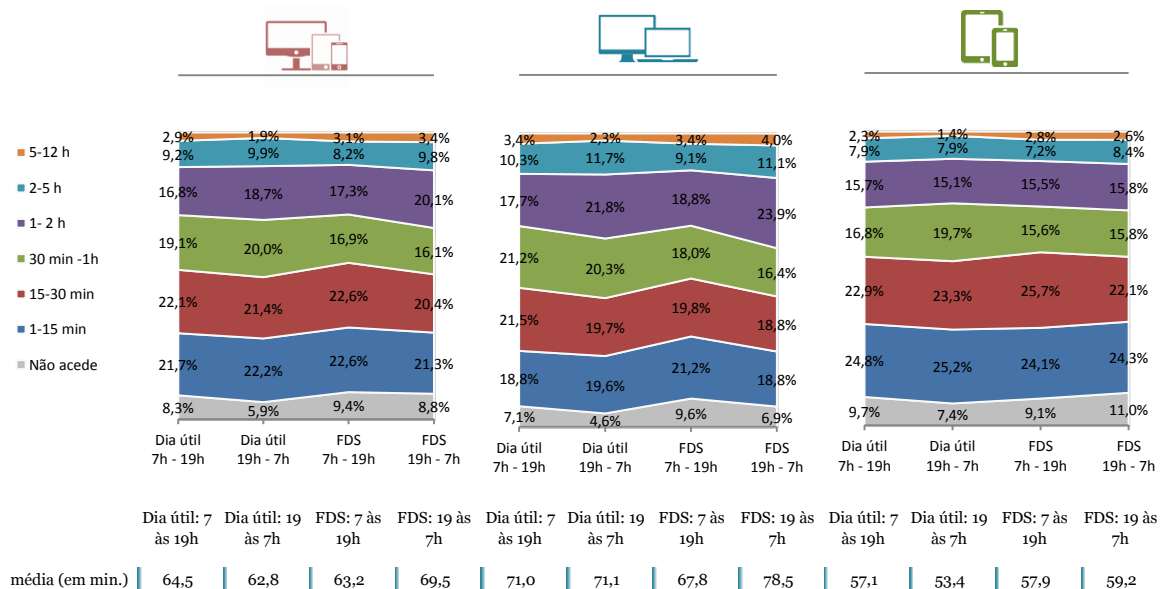 5-12 h
2-5 h
1- 2 h
30 min -1h
15-30 min
1-15 min
Não acede
2,9% 1,9% 3,1% 3,4%
9,2% 9,9% 8,2% 9,8%
16,8% 18,7% 17,3% 20,1%
19,1% 20,0% 16,9% 16,1%
22,1% 21,4% 22,6% 20,4%
21,7% 22,2% 22,6% 21,3%
8,3% 5,9% 9,4% 8,8%
Dia útil Dia útil FDS FDS
7h - 19h 19h - 7h 7h - 19h 19h - 7h
3,4% 2,3% 3,4% 4,0%
10,3% 11,7% 9,1% 11,1%
17,7% 21,8% 18,8% 23,9%
21,2% 20,3% 18,0% 16,4%
21,5% 19,7% 19,8% 18,8%
18,8% 19,6% 21,2% 18,8%
7,1% 4,6% 9,6% 6,9%
Dia útil Dia útil FDS FDS
7h - 19h 19h - 7h 7h - 19h 19h - 7h
2,3% 1,4% 2,8% 2,6%
7,9% 7,9% 7,2% 8,4%
15,7% 15,1% 15,5% 15,8%
16,8% 19,7% 15,6% 15,8%
22,9% 23,3% 25,7% 22,1%
24,8% 25,2% 24,1% 24,3%
9,7% 7,4% 9,1% 11,0%
Dia útil Dia útil FDS FDS
7h - 19h 19h - 7h 7h - 19h 19h - 7h
Dia útil: 7 Dia útil: 19 FDS: 7 às FDS: 19 às Dia útil: 7 Dia útil: 19 FDS: 7 às FDS: 19 às Dia útil: 7 Dia útil: 19 FDS: 7 às FDS: 19 às
às 19h às 7h 19h 7h às 19h às 7h 19h 7h às 19h às 7h 19h 7h
média (em min.) 64,5 62,8 63,2 69,5 71,0 71,1 67,8 78,5 57,1 53,4 57,9 59,2